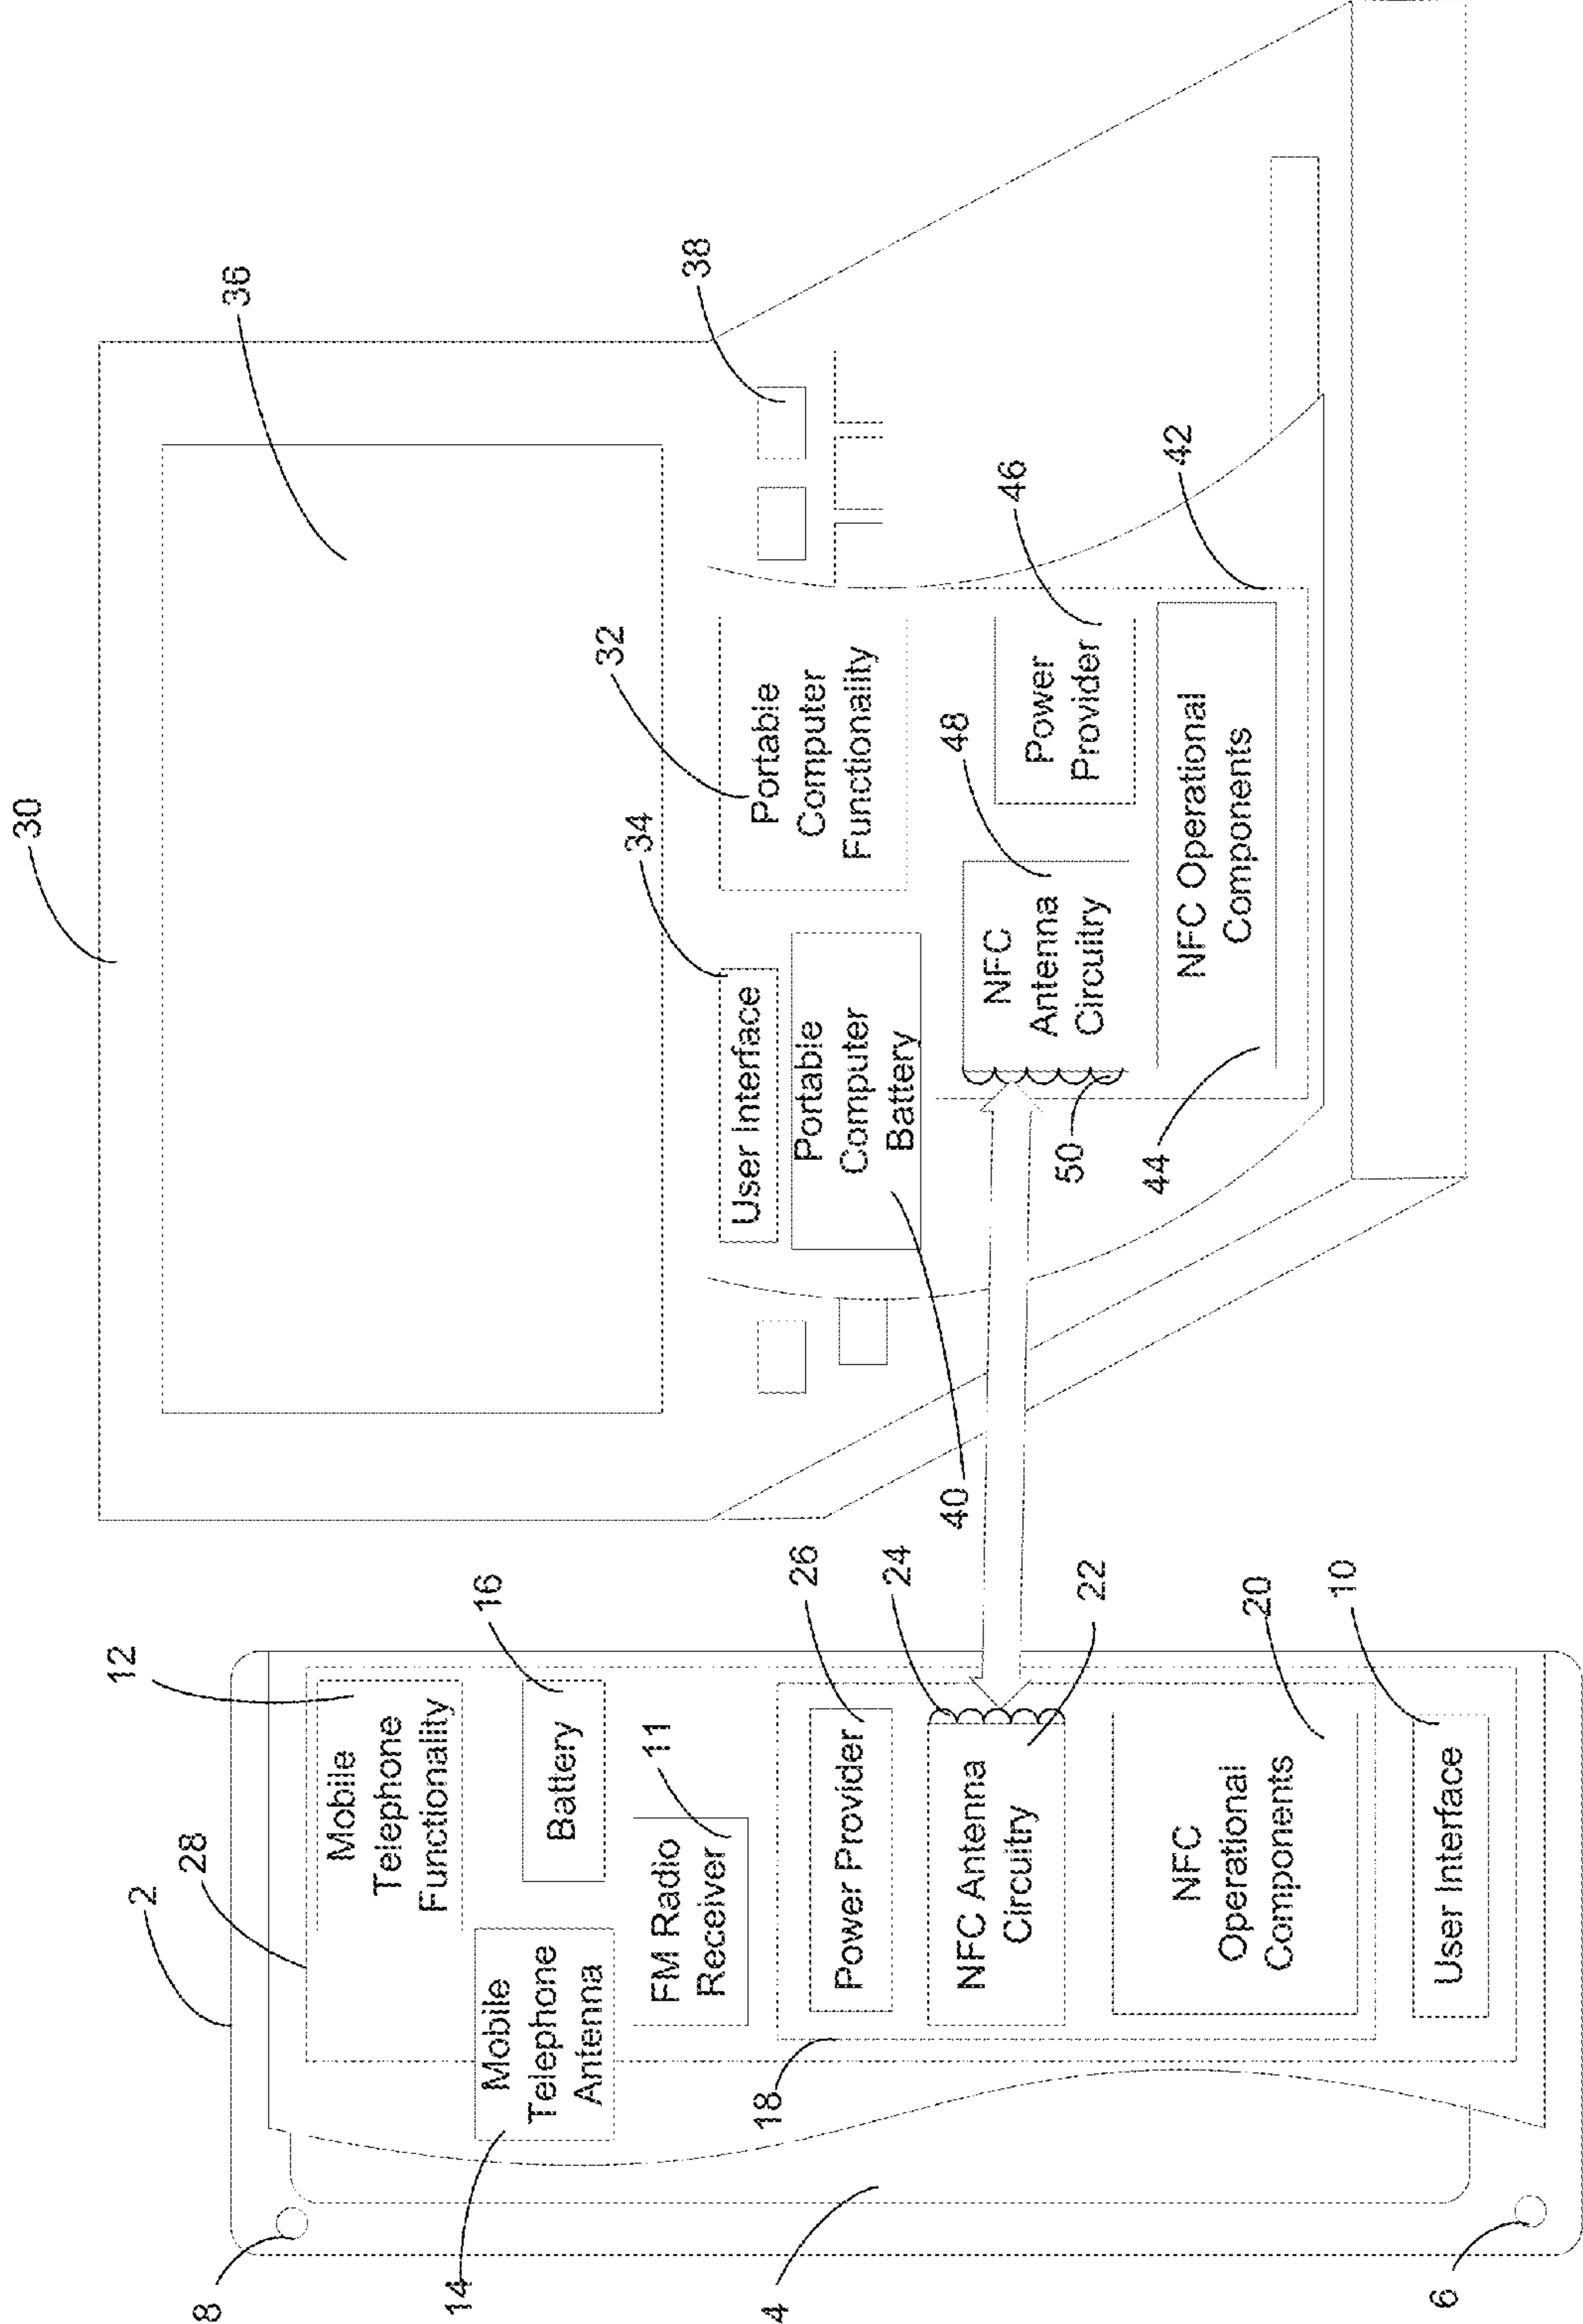 2
28
12
Mobile
Telephone
Functionality
8
14
Mobile
Telephone
Antenna
16
Battery
FM Radio
Receiver
11
4
18
Power Provider
26
24
NFC Antenna
Circuitry
22
NFC
Operational
Components
20
6
User Interface
10
30
36
34
User Interface
32
Portable
Computer
Functionality
38
Portable
Computer
Battery
40
48
NFC
Antenna
Circuitry
50
46
Power
Provider
42
44
NFC Operational
Components